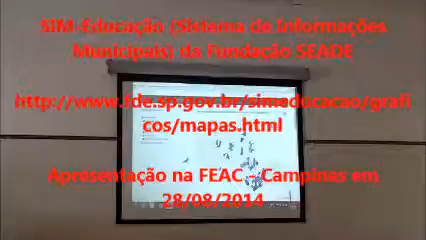 SIM-Educação (Sistema de Informações
Municipais) da Fundação SEADE
http://www.fde.sp.gov.br/simeducacao/grafi
cos/mapas.html
Apresentação na FEAC - Campinas em
28/08/2014